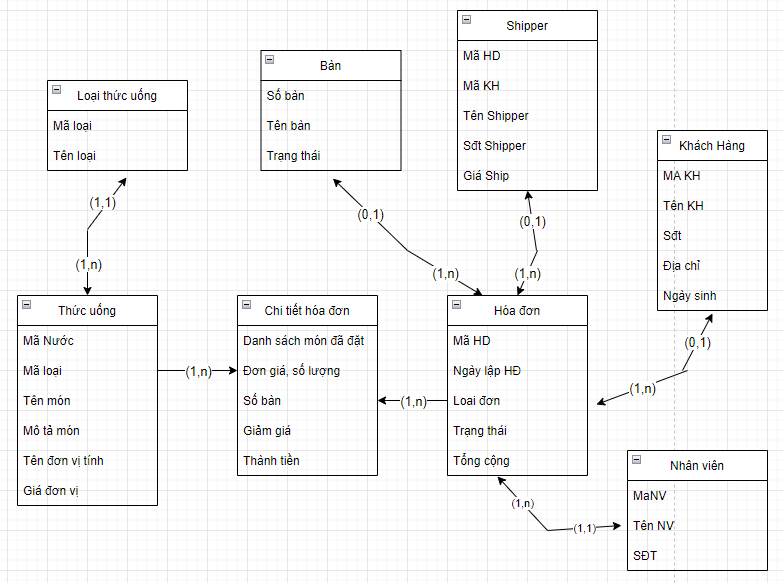 Shipper
Mã HD
Mã KH
Tên Shipper
Sđt Shipper
Giá Ship
Bàn
Số bàn
Tên bàn
Trạng thái
Loại thức uống
Mã loại
Tên loại
Khách Hàng
MA KH
Tên KH
Sđt
Địa chỉ
Ngày sinh
(1,1)
(1,n)
(0,1)
(1,n)
(0,1)
(1,n)
(0,1)
(1,n)
Thức uống
Mã Nước
Mã loại
Tên món
Mô tả món
Tên đơn vị tính
Giá đơn vị
(1,n)
Chi tiết hóa đơn
Danh sách món đã đặt
Đơn giá, số lượng
Số bàn
Giảm giá
Thành tiền
(1,n)
Hóa đơn
Mã HD
Ngày lập HĐ
Loai đơn
Trạng thái
Tổng cộng
(1,n)
(1,1)
Nhân viên
MaNV
Tên NV
SĐT